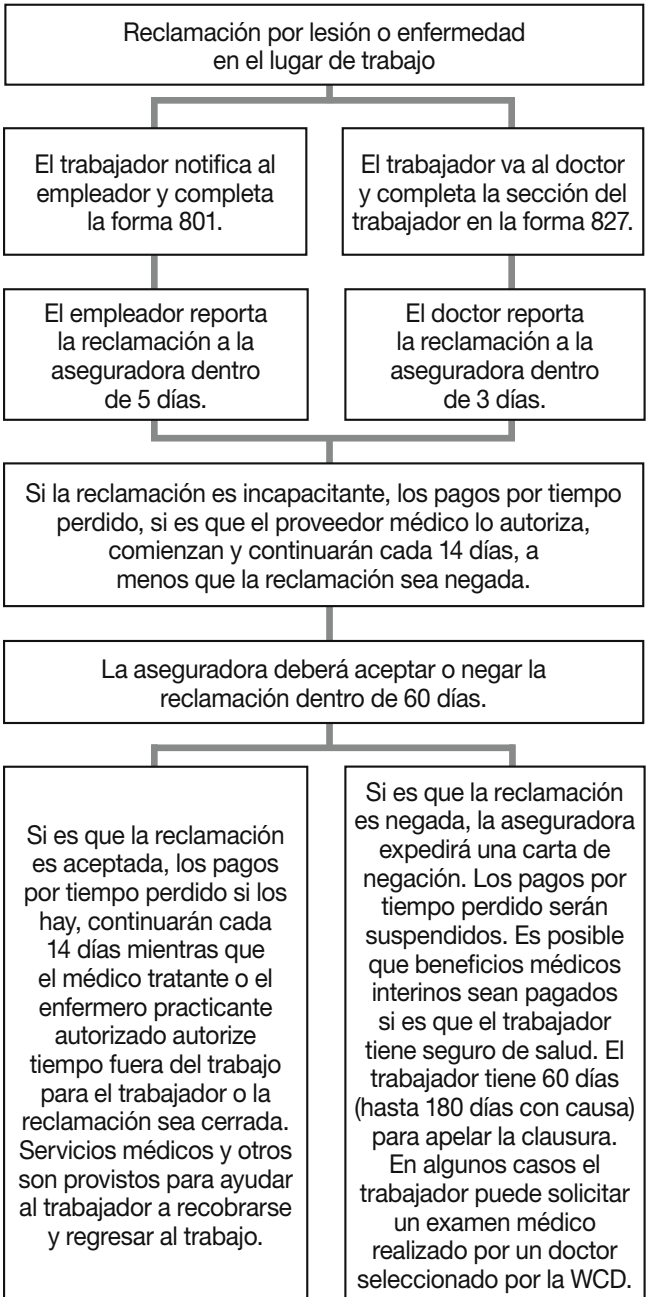 Reclamación por lesión o enfermedad
en el lugar de trabajo
El trabajador notifica al
empleador y completa
la forma 801.
El trabajador va al doctor
y completa la sección del
trabajador en la forma 827.
El empleador reporta
la reclamación a la
aseguradora dentro
de 5 días.
El doctor reporta
la reclamación a la
aseguradora dentro
de 3 días.
Si la reclamación es incapacitante, los pagos por tiempo
perdido, si es que el proveedor médico lo autoriza,
comienzan y continuarán cada 14 días, a
menos que la reclamación sea negada.
La aseguradora deberá aceptar o negar la
reclamación dentro de 60 días.
Si es que la reclamación
es aceptada, los pagos
por tiempo perdido si los
hay, continuarán cada
14 días mientras que
el médico tratante o el
enfermero practicante
autorizado autorize
tiempo fuera del trabajo
para el trabajador o la
reclamación sea cerrada.
Servicios médicos y otros
son provistos para ayudar
al trabajador a recobrarse
y regresar al trabajo.
Si es que la reclamación
es negada, la aseguradora
expedirá una carta de
negación. Los pagos por
tiempo perdido serán
suspendidos. Es posible
que beneficios médicos
interinos sean pagados
si es que el trabajador
tiene seguro de salud. El
trabajador tiene 60 días
(hasta 180 días con causa)
para apelar la clausura.
En algunos casos el
trabajador puede solicitar
un examen médico
realizado por un doctor
seleccionado por la WCD.